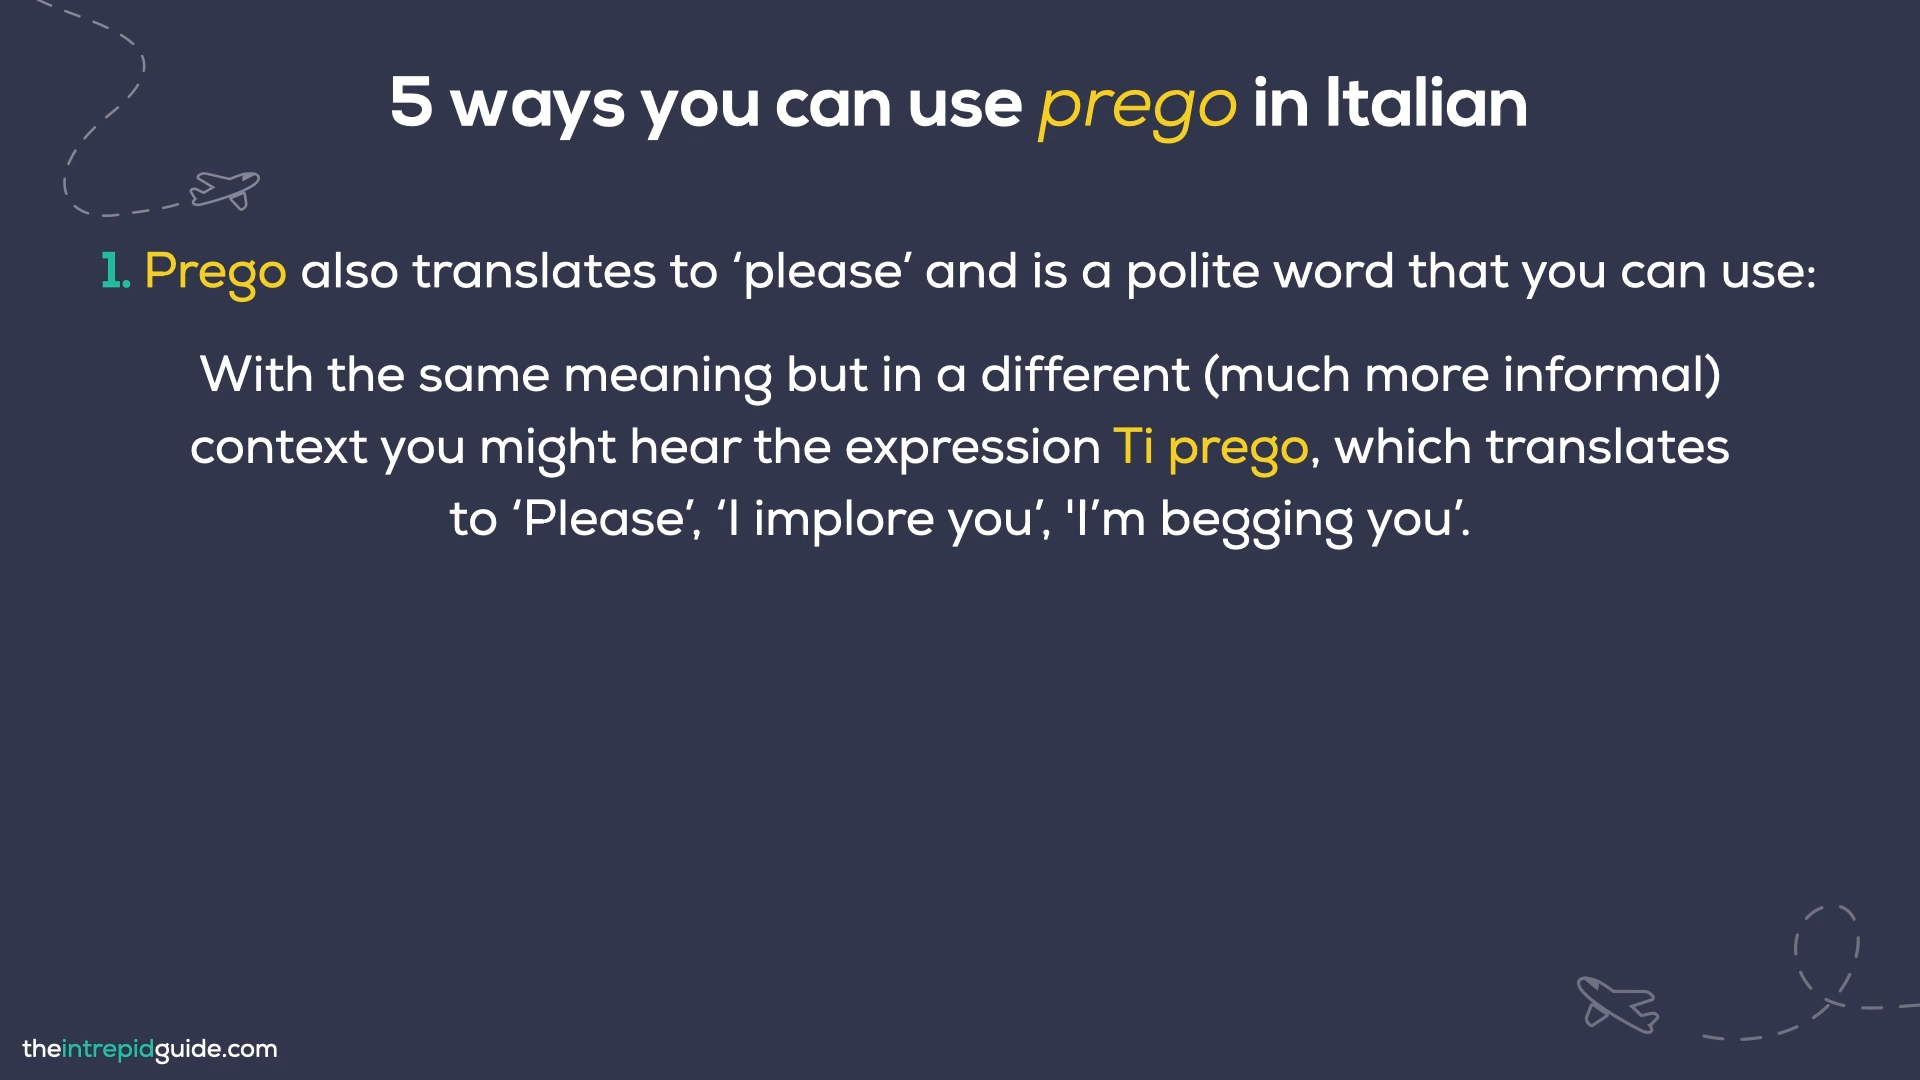 5 ways you can use prego in Italian
1. Prego also translates to ‘please’ and is a polite word that you can use:
With the same meaning but in a different (much more informal)
context you might hear the expression Ti prego, which translates
to ‘Please’, ‘I implore you’, 'I’m begging you’.
theintrepidguide.com